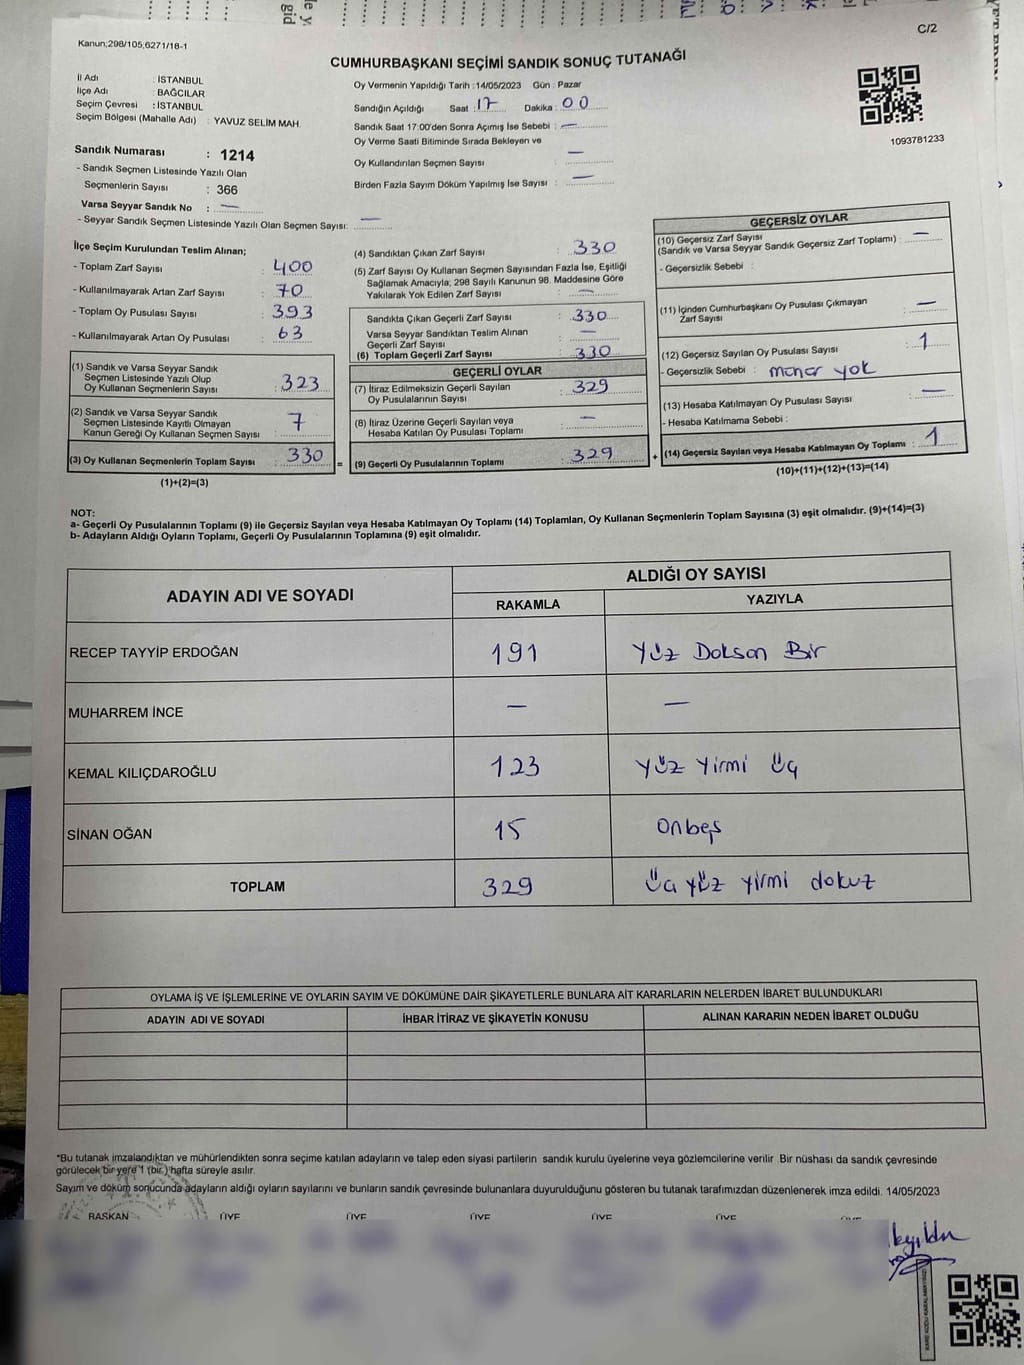 Kanun;298/105;6271/18-1
C/2
CUMHURBAŞKANI SEÇİMİ SANDIK SONUÇ TUTANAĞI
İl Adı : İSTANBUL
İlçe Adı : BAĞCILAR
Seçim Çevresi : İSTANBUL
Seçim Bölgesi (Mahalle Adı) : YAVUZ SELİM MAH.
Sandık Numarası : 1214
- Sandık Seçmen Listesinde Yazılı Olan
Seçmenlerin Sayısı : 366
Varsa Seyyar Sandık No : —
- Seyyar Sandık Seçmen Listesinde Yazılı Olan Seçmen Sayısı: —
Oy Vermenin Yapıldığı Tarih : 14/05/2023 Gün : Pazar
Sandığın Açıldığı Saat : 17 Dakika : 00
Sandık Saat 17:00'den Sonra Açımış İse Sebebi : —
Oy Verme Saati Bitiminde Sırada Bekleyen ve
Oy Kullandırılan Seçmen Sayısı : —
Birden Fazla Sayım Döküm Yapılmış İse Sayısı : —
1093781233
İlçe Seçim Kurulundan Teslim Alınan;
- Toplam Zarf Sayısı : 400
- Kullanılmayarak Artan Zarf Sayısı : 70
- Toplam Oy Pusulası Sayısı : 393
- Kullanılmayarak Artan Oy Pusulası : 63
(1) Sandık ve Varsa Seyyar Sandık
Seçmen Listesinde Yazılı Olup
Oy Kullanan Seçmenlerin Sayısı : 323
(2) Sandık ve Varsa Seyyar Sandık
Seçmen Listesinde Kayıtlı Olmayan
Kanun Gereği Oy Kullanan Seçmen Sayısı : 7
(3) Oy Kullanan Seçmenlerin Toplam Sayısı : 330
(1)+(2)=(3)
(4) Sandıktan Çıkan Zarf Sayısı : 330
(5) Zarf Sayısı Oy Kullanan Seçmen Sayısından Fazla İse, Eşitliği
Sağlamak Amacıyla; 298 Sayılı Kanunun 98. Maddesine Göre
Yakılarak Yok Edilen Zarf Sayısı : —
Sandıkta Çıkan Geçerli Zarf Sayısı : 330
Varsa Seyyar Sandıktan Teslim Alınan
Geçerli Zarf Sayısı : —
(6) Toplam Geçerli Zarf Sayısı : 330
GEÇERLİ OYLAR
(7) İtiraz Edilmeksizin Geçerli Sayılan
Oy Pusulalarının Sayısı : 329
(8) İtiraz Üzerine Geçerli Sayılan veya
Hesaba Katılan Oy Pusulası Toplamı : —
= (9) Geçerli Oy Pusulalarının Toplamı : 329
GEÇERSİZ OYLAR
(10) Geçersiz Zarf Sayısı
(Sandık ve Varsa Seyyar Sandık Geçersiz Zarf Toplamı) : —
- Geçersizlik Sebebi :
(11) İçinden Cumhurbaşkanı Oy Pusulası Çıkmayan
Zarf Sayısı : —
(12) Geçersiz Sayılan Oy Pusulası Sayısı : 1
- Geçersizlik Sebebi : mühür yok
(13) Hesaba Katılmayan Oy Pusulası Sayısı : —
- Hesaba Katılmama Sebebi :
+ (14) Geçersiz Sayılan veya Hesaba Katılmayan Oy Toplamı : 1
(10)+(11)+(12)+(13)=(14)
NOT:
a- Geçerli Oy Pusulalarının Toplamı (9) ile Geçersiz Sayılan veya Hesaba Katılmayan Oy Toplamı (14) Toplamları, Oy Kullanan Seçmenlerin Toplam Sayısına (3) eşit olmalıdır. (9)+(14)=(3)
b- Adayların Aldığı Oyların Toplamı, Geçerli Oy Pusulalarının Toplamına (9) eşit olmalıdır.
ADAYIN ADI VE SOYADI ALDIĞI OY SAYISI
RAKAMLA YAZIYLA
RECEP TAYYİP ERDOĞAN 191 Yüz Doksan Bir
MUHARREM İNCE — —
KEMAL KILIÇDAROĞLU 123 Yüz Yirmi Üç
SİNAN OĞAN 15 Onbeş
TOPLAM 329 Üç yüz yirmi dokuz
OYLAMA İŞ VE İŞLEMLERİNE VE OYLARIN SAYIM VE DÖKÜMÜNE DAİR ŞİKAYETLERLE BUNLARA AİT KARARLARIN NELERDEN İBARET BULUNDUKLARI
ADAYIN ADI VE SOYADI İHBAR İTİRAZ VE ŞİKAYETİN KONUSU ALINAN KARARIN NEDEN İBARET OLDUĞU
*Bu tutanak imzalandıktan ve mühürlendikten sonra seçime katılan adayların ve talep eden siyasi partilerin sandık kurulu üyelerine veya gözlemcilerine verilir. Bir nüshası da sandık çevresinde
görülecek bir yere 1 (bir) hafta süreyle asılır.
Sayım ve döküm sonucunda adayların aldığı oyların sayılarını ve bunların sandık çevresinde bulunanlara duyurulduğunu gösteren bu tutanak tarafımızdan düzenlenerek imza edildi. 14/05/2023
BAŞKAN ÜYE ÜYE ÜYE ÜYE ÜYE ÜYE